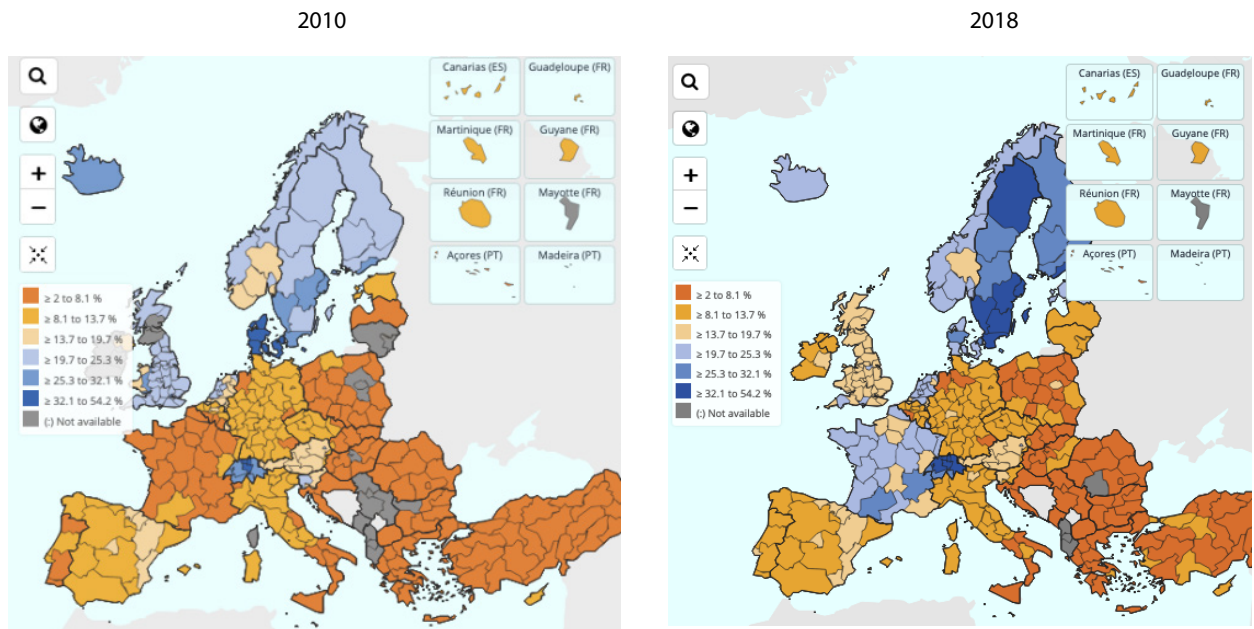 2010
2018
Canarias (ES)
Guadeloupe (FR)
Martinique (FR)
Guyane (FR)
Réunion (FR)
Mayotte (FR)
Açores (PT)
Madeira (PT)
+
−
≥ 2 to 8.1 %
≥ 8.1 to 13.7 %
≥ 13.7 to 19.7 %
≥ 19.7 to 25.3 %
≥ 25.3 to 32.1 %
≥ 32.1 to 54.2 %
(:) Not available
Canarias (ES)
Guadeloupe (FR)
Martinique (FR)
Guyane (FR)
Réunion (FR)
Mayotte (FR)
Açores (PT)
Madeira (PT)
+
−
≥ 2 to 8.1 %
≥ 8.1 to 13.7 %
≥ 13.7 to 19.7 %
≥ 19.7 to 25.3 %
≥ 25.3 to 32.1 %
≥ 32.1 to 54.2 %
(:) Not available